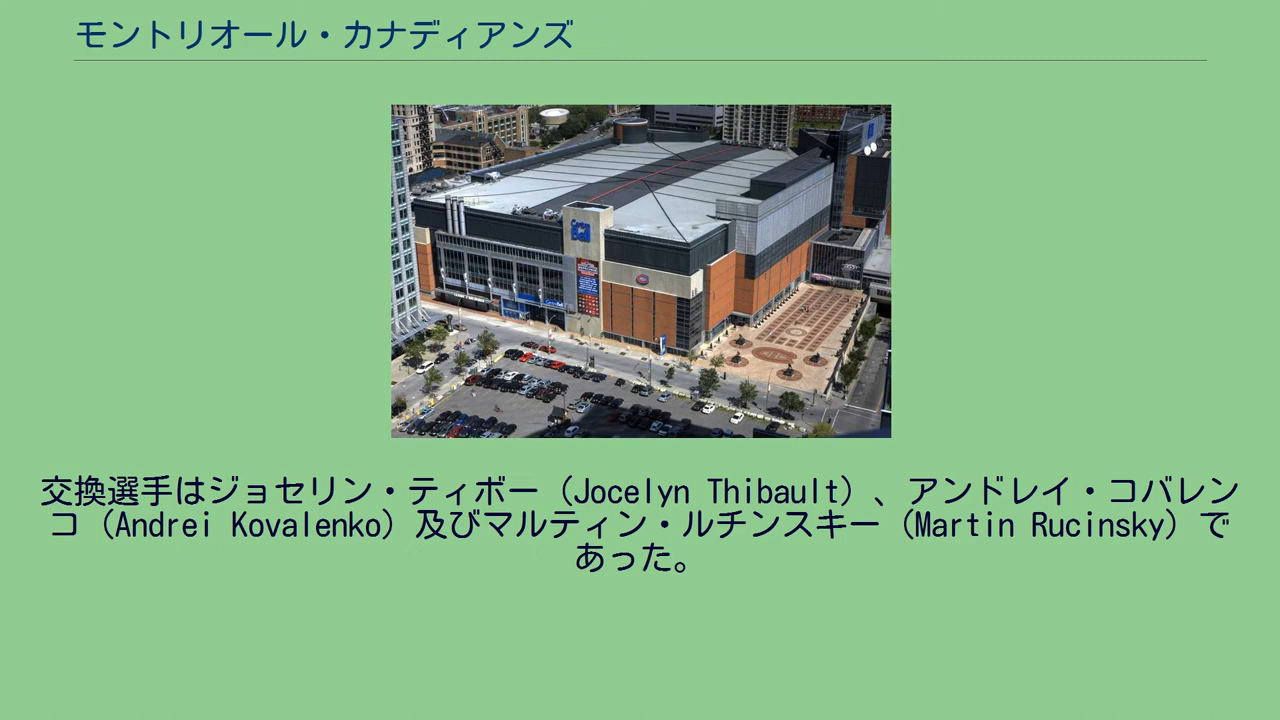 モントリオール・カナディアンズ
Centre
Bell
交換選手はジョセリン・ティボー（Jocelyn Thibault）、アンドレイ・コバレン
コ（Andrei Kovalenko）及びマルティン・ルチンスキー（Martin Rucinsky）で
あった。